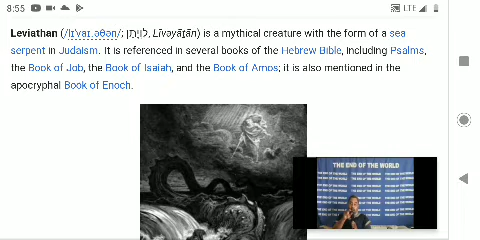 8:55
LTE
Leviathan (/lɪˈvaɪ.əθən/; לִוְיָתָן, Līvəyāṯān) is a mythical creature with the form of a sea
serpent in Judaism. It is referenced in several books of the Hebrew Bible, including Psalms,
the Book of Job, the Book of Isaiah, and the Book of Amos; it is also mentioned in the
apocryphal Book of Enoch.
THE END OF THE WORLD